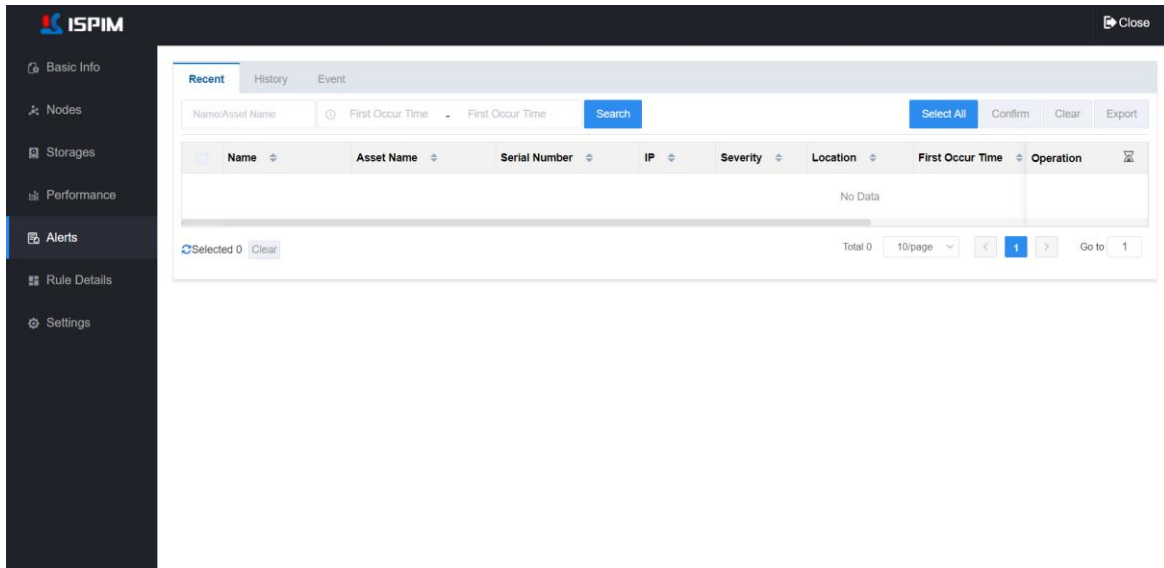 ISPIM
Close
Basic Info
Nodes
Storages
Performance
Alerts
Rule Details
Settings
Recent History Event
Name/Asset Name First Occur Time - First Occur Time Search Select All Confirm Clear Export
Name Asset Name Serial Number IP Severity Location First Occur Time Operation
No Data
Selected 0 Clear Total 0 10/page < 1 > Go to 1